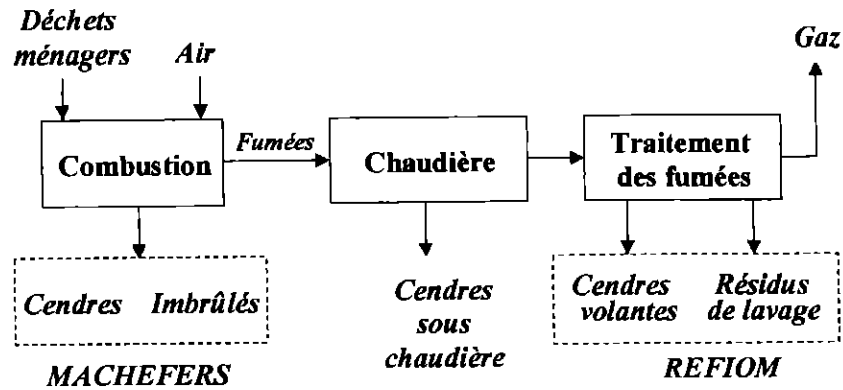 Déchets
ménagers
Air
Gaz
Combustion
Fumées
Chaudière
Traitement
des fumées
Cendres Imbrûlés
MACHEFERS
Cendres
sous
chaudière
Cendres
volantes
Résidus
de lavage
REFIOM